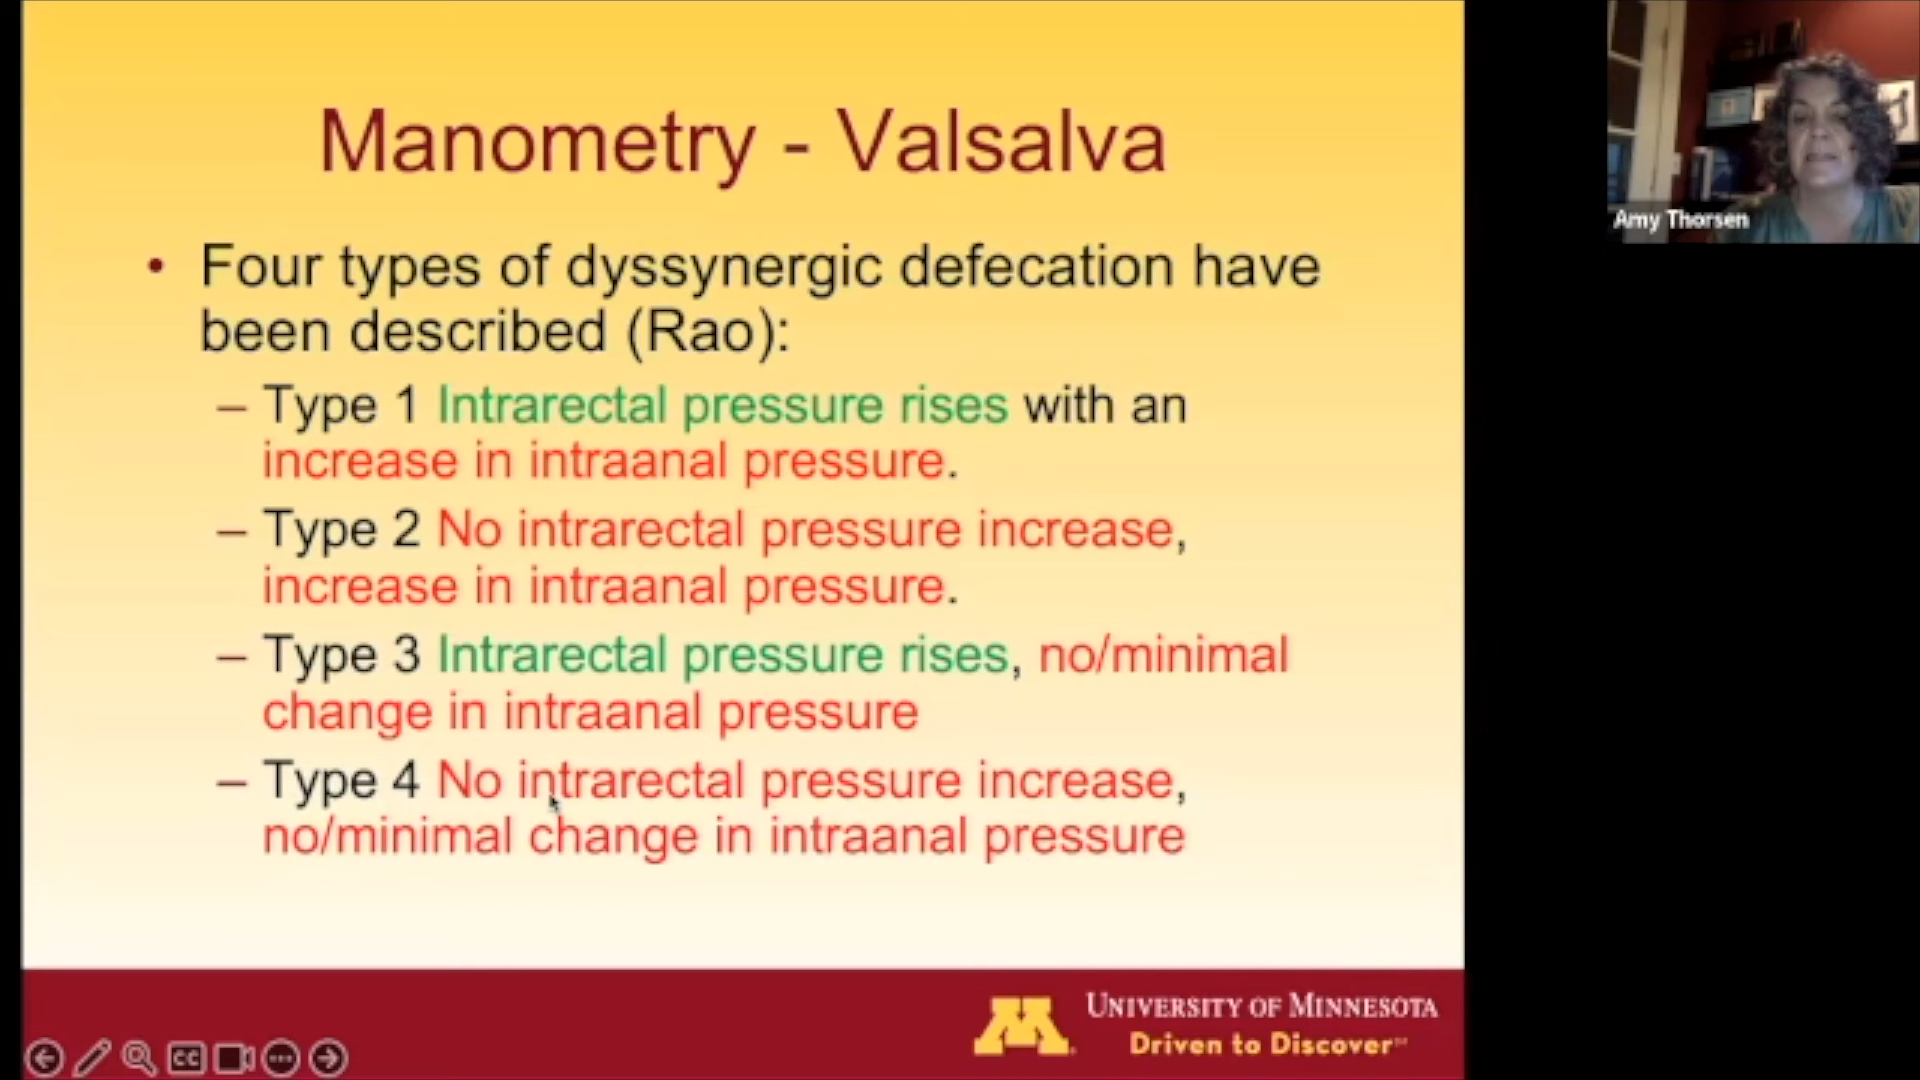 Manometry - Valsalva
• Four types of dyssynergic defecation have
been described (Rao):
– Type 1 Intrarectal pressure rises with an
increase in intraanal pressure.
– Type 2 No intrarectal pressure increase,
increase in intraanal pressure.
– Type 3 Intrarectal pressure rises, no/minimal
change in intraanal pressure
– Type 4 No intrarectal pressure increase,
no/minimal change in intraanal pressure
M
UNIVERSITY OF MINNESOTA
Driven to Discover℠
CC
Amy Thorsen